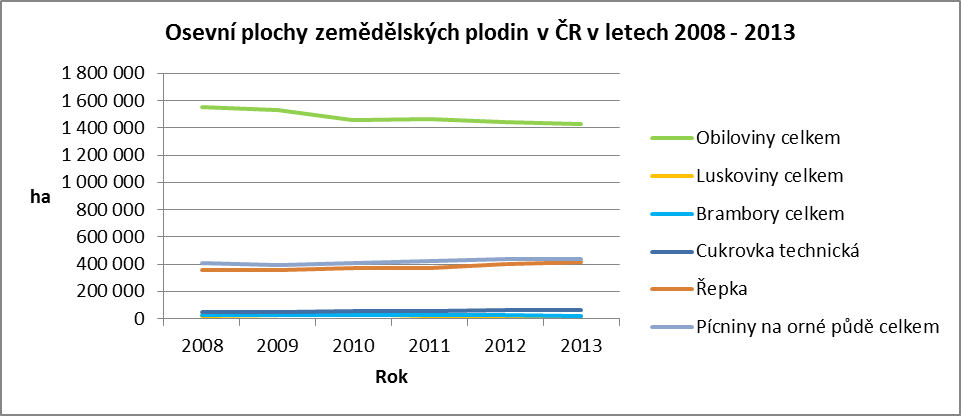 Osevní plochy zemědělských plodin v ČR v letech 2008 - 2013
1 800 000
1 600 000
1 400 000
1 200 000
1 000 000
800 000
600 000
400 000
200 000
0
ha
2008 2009 2010 2011 2012 2013
Rok
Obiloviny celkem
Luskoviny celkem
Brambory celkem
Cukrovka technická
Řepka
Pícniny na orné půdě celkem